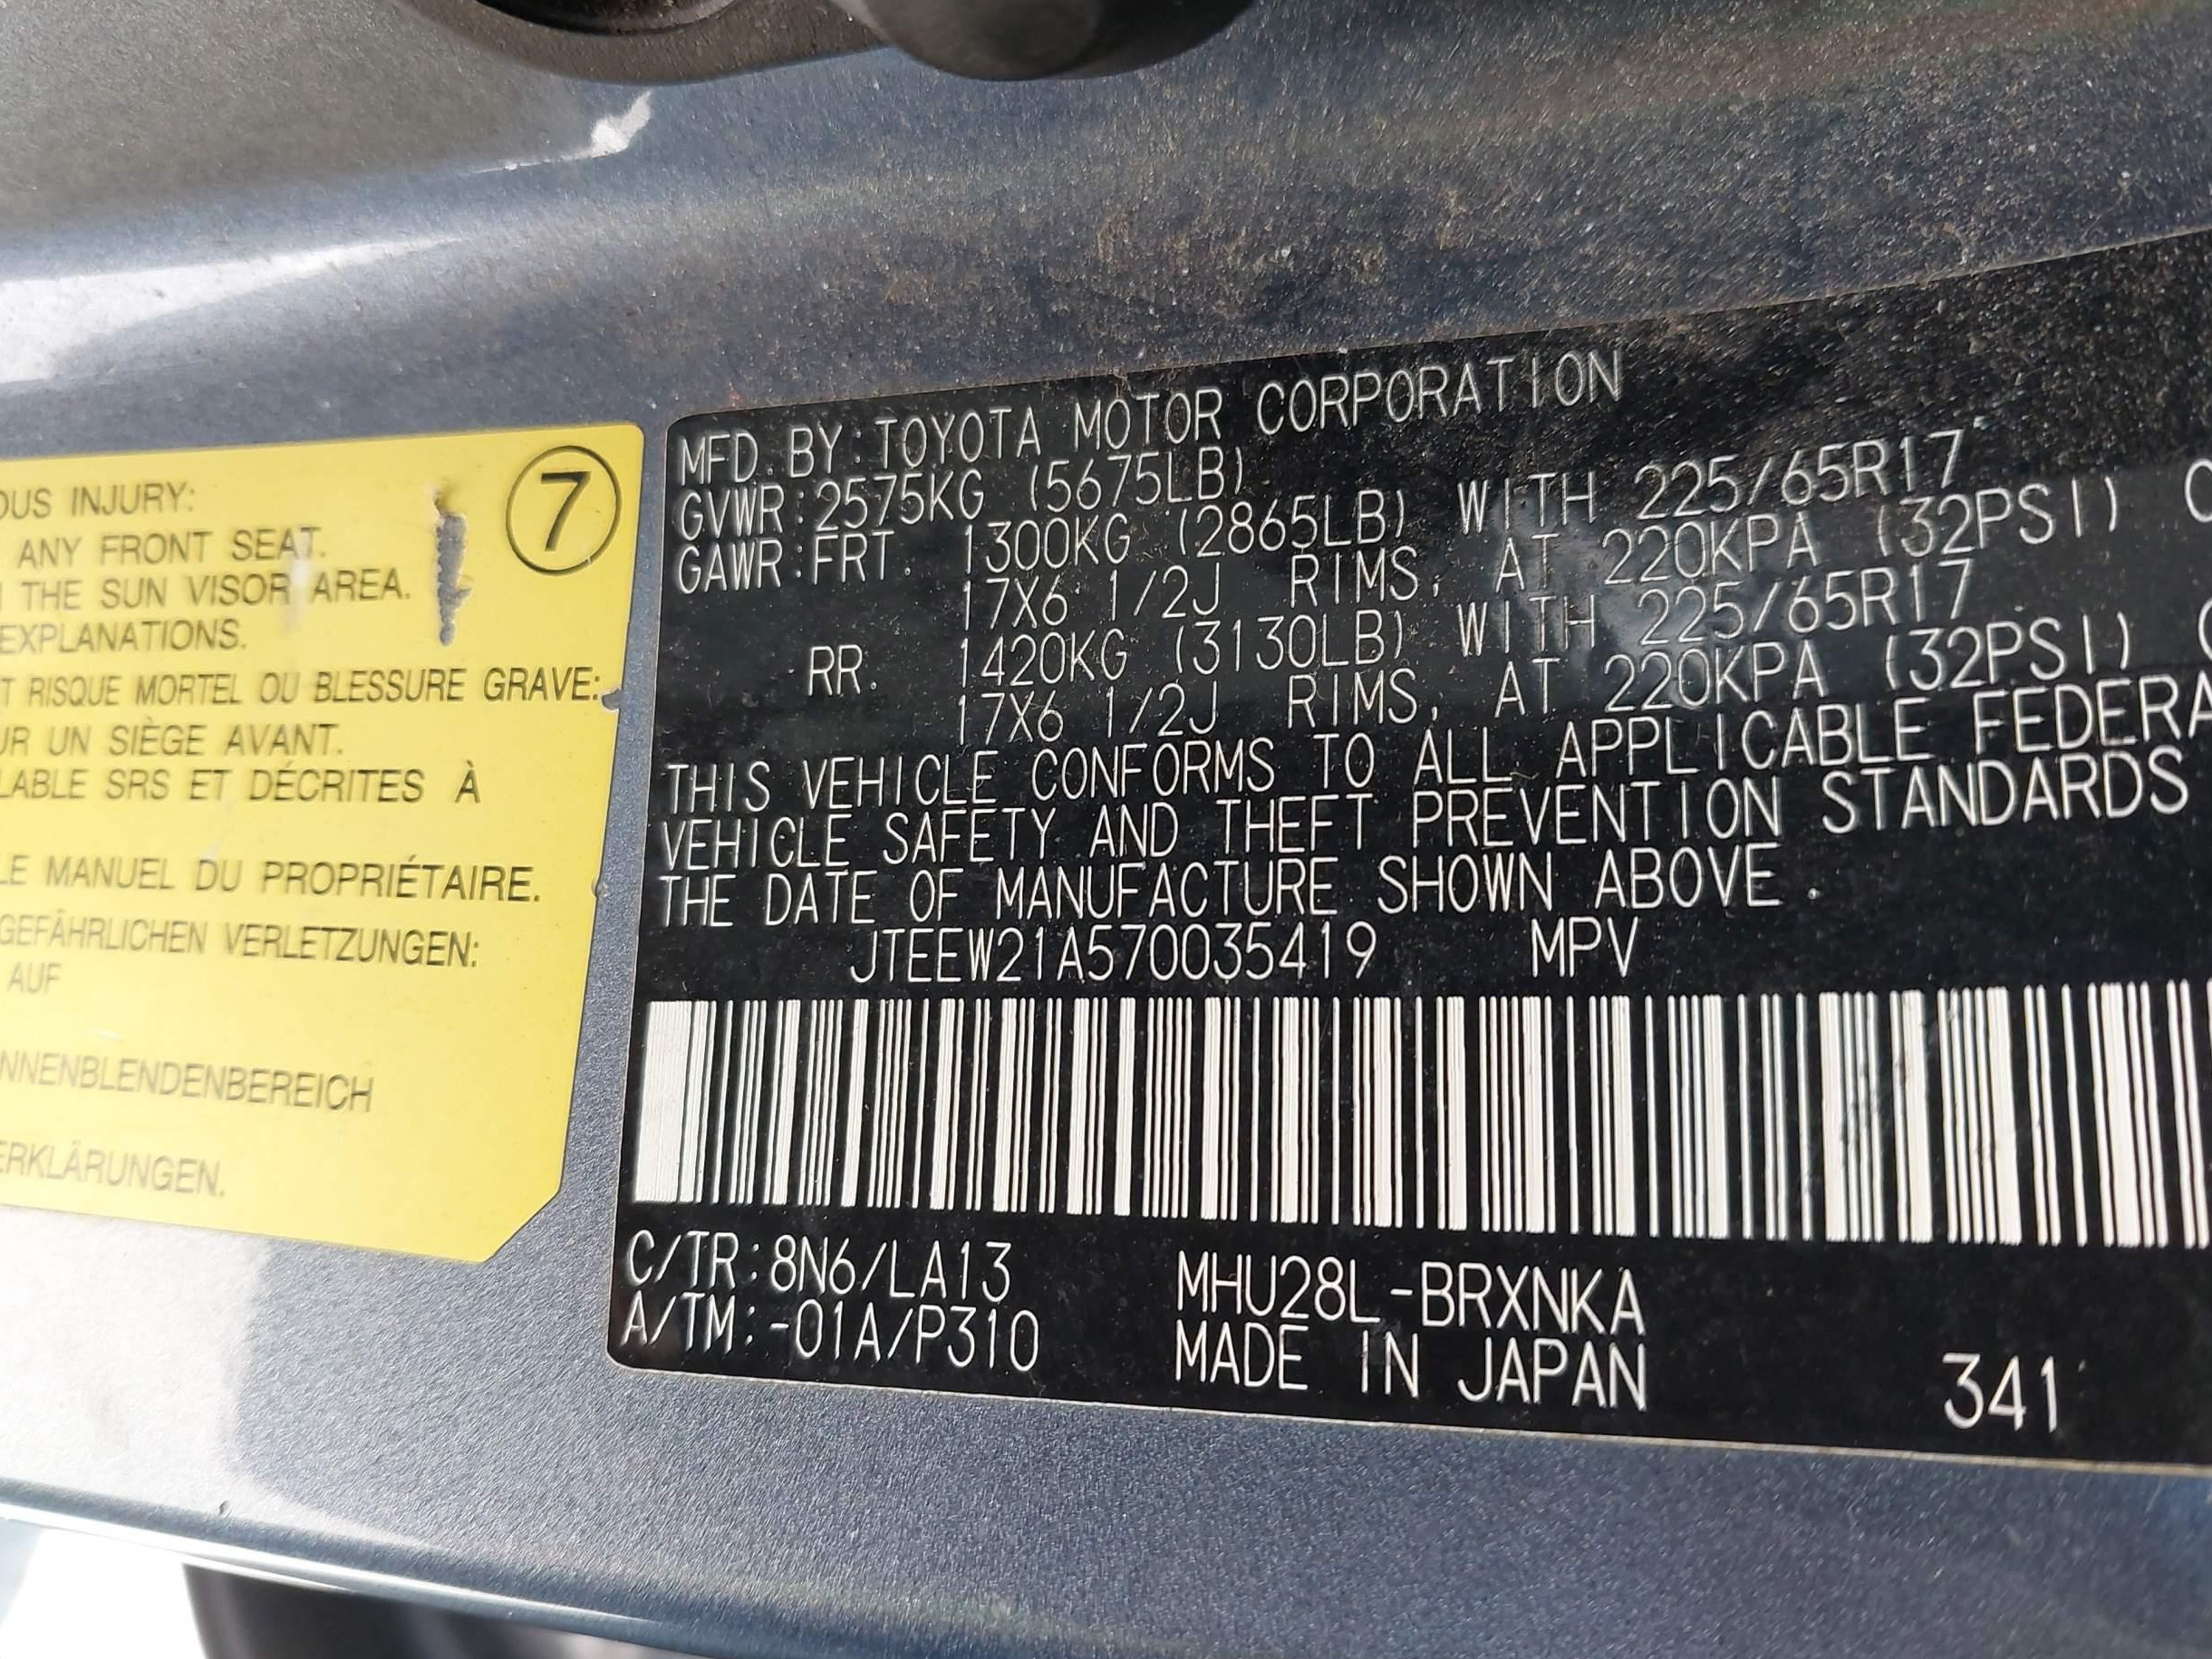 OUS INJURY:
7
ANY FRONT SEAT.
THE SUN VISOR AREA.
EXPLANATIONS.
T RISQUE MORTEL OU BLESSURE GRAVE:
UR UN SIÈGE AVANT.
LABLE SRS ET DÉCRITES À
LE MANUEL DU PROPRIÉTAIRE.
GEFÄHRLICHEN VERLETZUNGEN:
AUF
NNENBLENDENBEREICH
ERKLÄRUNGEN.
MFD. BY:TOYOTA MOTOR CORPORATION
GVWR:2575KG (5675LB)
GAWR:FRT. 1300KG (2865LB) WITH 225/65R17
17X6 1/2J RIMS, AT 220KPA (32PSI) C
RR. 1420KG (3130LB) WITH 225/65R17
17X6 1/2J RIMS, AT 220KPA (32PSI) (
THIS VEHICLE CONFORMS TO ALL APPLICABLE FEDERA
VEHICLE SAFETY AND THEFT PREVENTION STANDARDS
THE DATE OF MANUFACTURE SHOWN ABOVE.
JTEEW21A570035419 MPV
C/TR:8N6/LA13 MHU28L-BRXNKA
A/TM:-01A/P310 MADE IN JAPAN 341